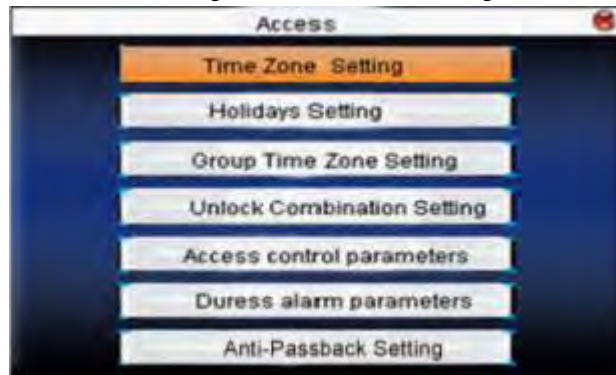 Access
Time Zone Setting
Holidays Setting
Group Time Zone Setting
Unlock Combination Setting
Access control parameters
Duress alarm parameters
Anti-Passback Setting